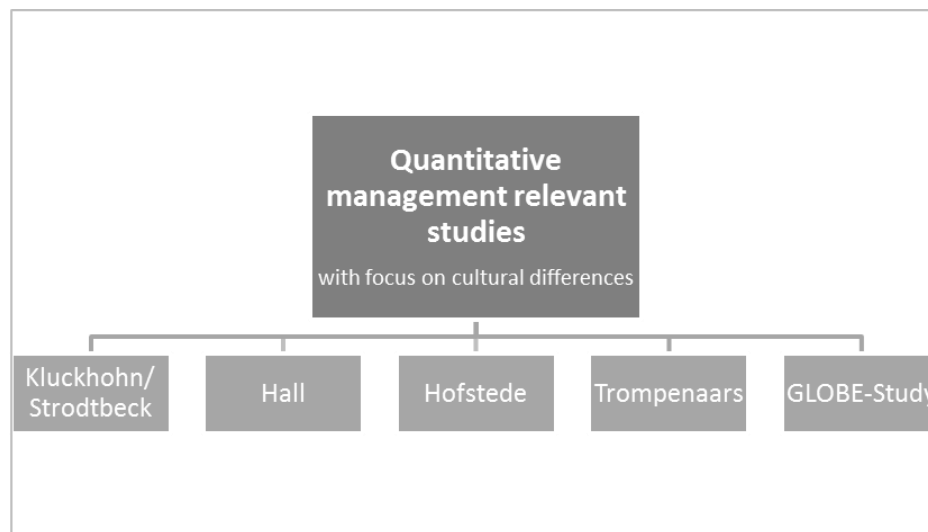 Quantitative
management relevant
studies
with focus on cultural differences
Kluckhohn/
Strodtbeck
Hall
Hofstede
Trompenaars
GLOBE-Study